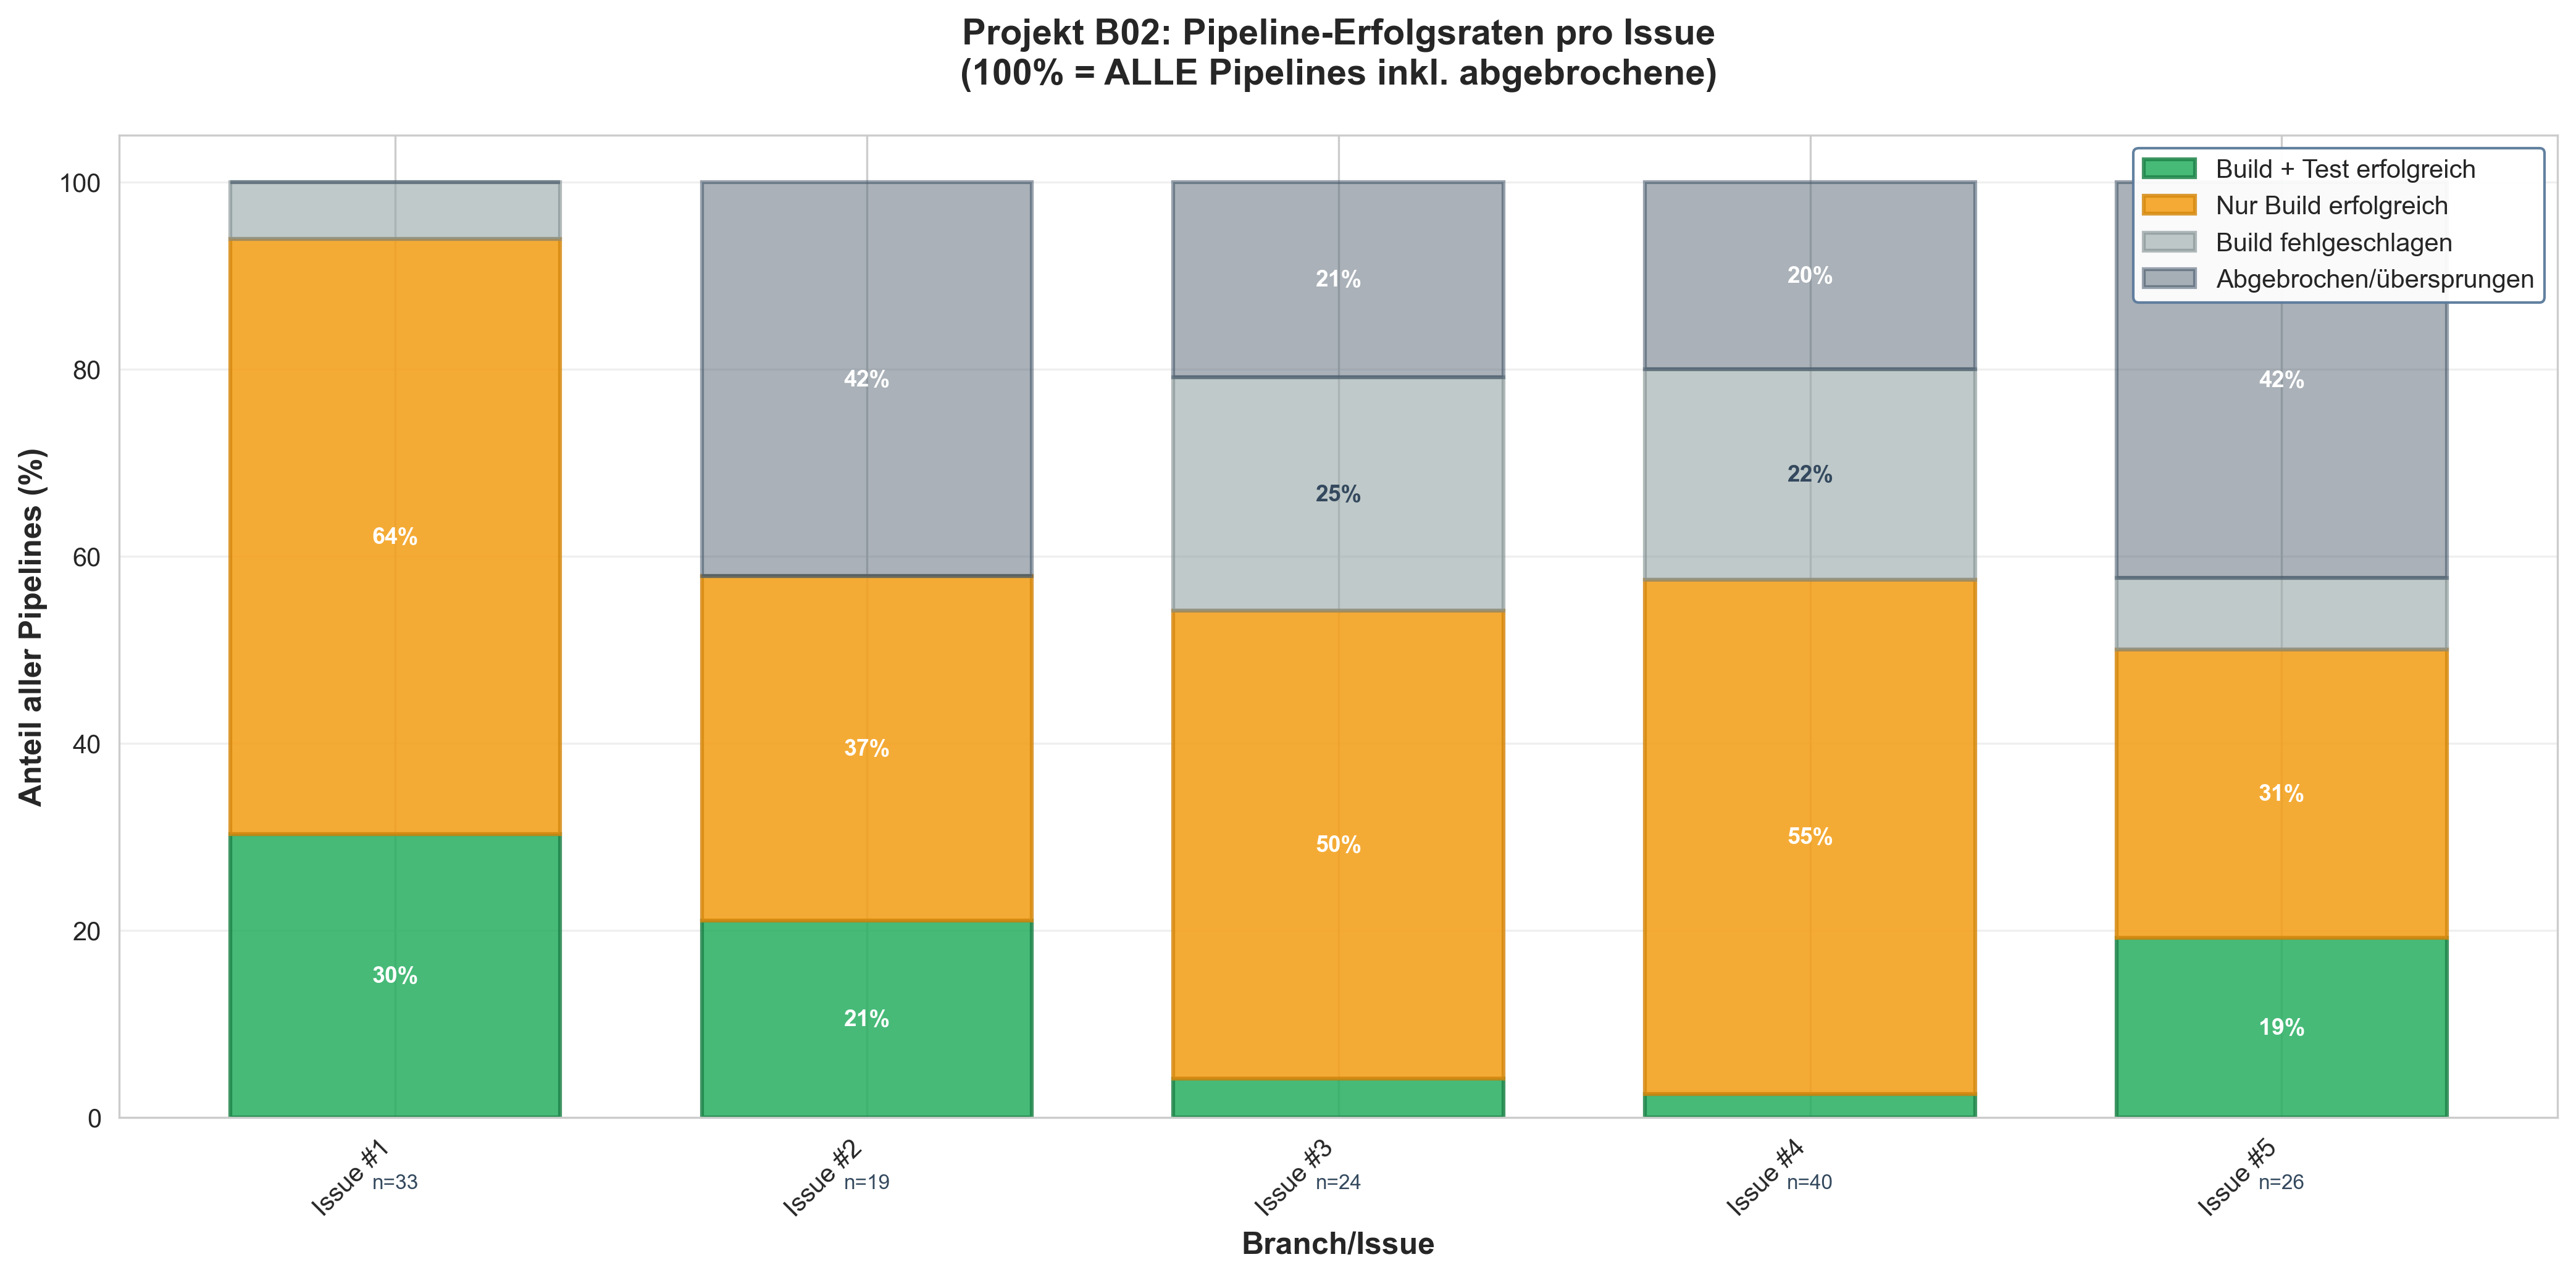 Projekt B02: Pipeline-Erfolgsraten pro Issue
(100% = ALLE Pipelines inkl. abgebrochene)
Anteil aller Pipelines (%)
100
80
60
40
20
0
Build + Test erfolgreich
Nur Build erfolgreich
Build fehlgeschlagen
Abgebrochen/übersprungen
64%
30%
42%
37%
21%
21%
25%
50%
20%
22%
55%
42%
31%
19%
Issue #1
n=33
Issue #2
n=19
Issue #3
n=24
Issue #4
n=40
Issue #5
n=26
Branch/Issue